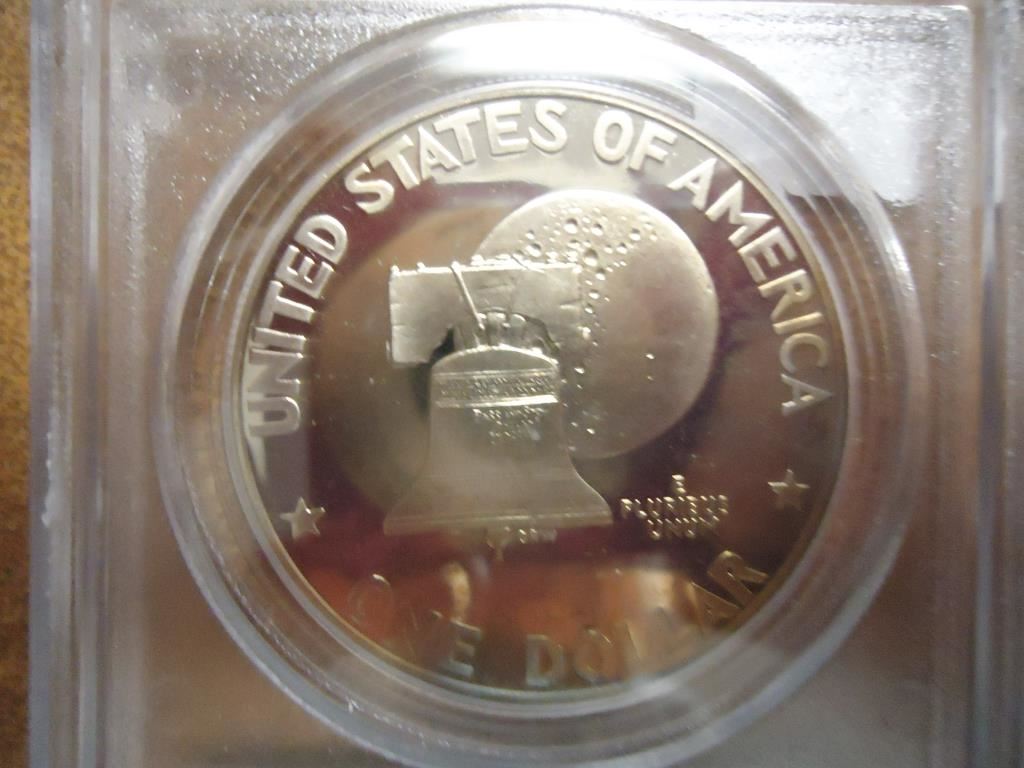 UNITED STATES OF AMERICA
E
PLURIBUS
UNUM
ONE DOLLAR